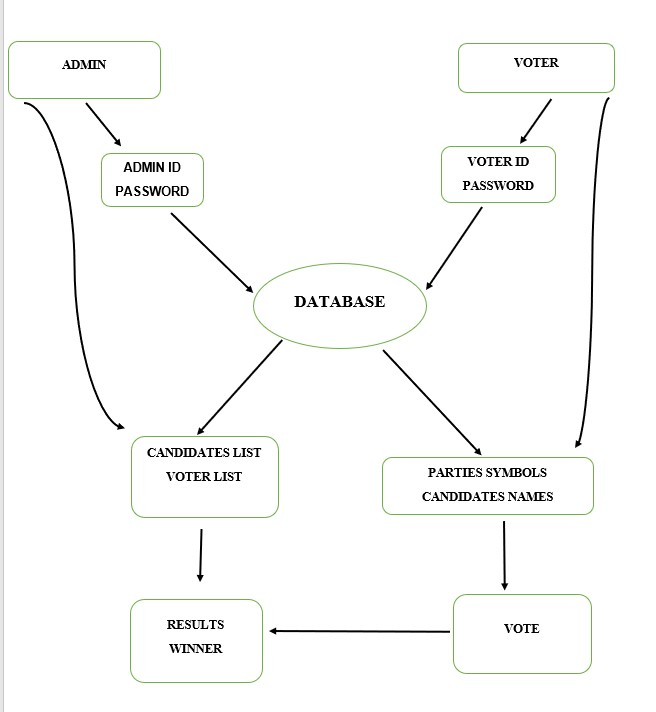 ADMIN
VOTER
ADMIN ID
PASSWORD
VOTER ID
PASSWORD
DATABASE
CANDIDATES LIST
VOTER LIST
PARTIES SYMBOLS
CANDIDATES NAMES
RESULTS
WINNER
VOTE